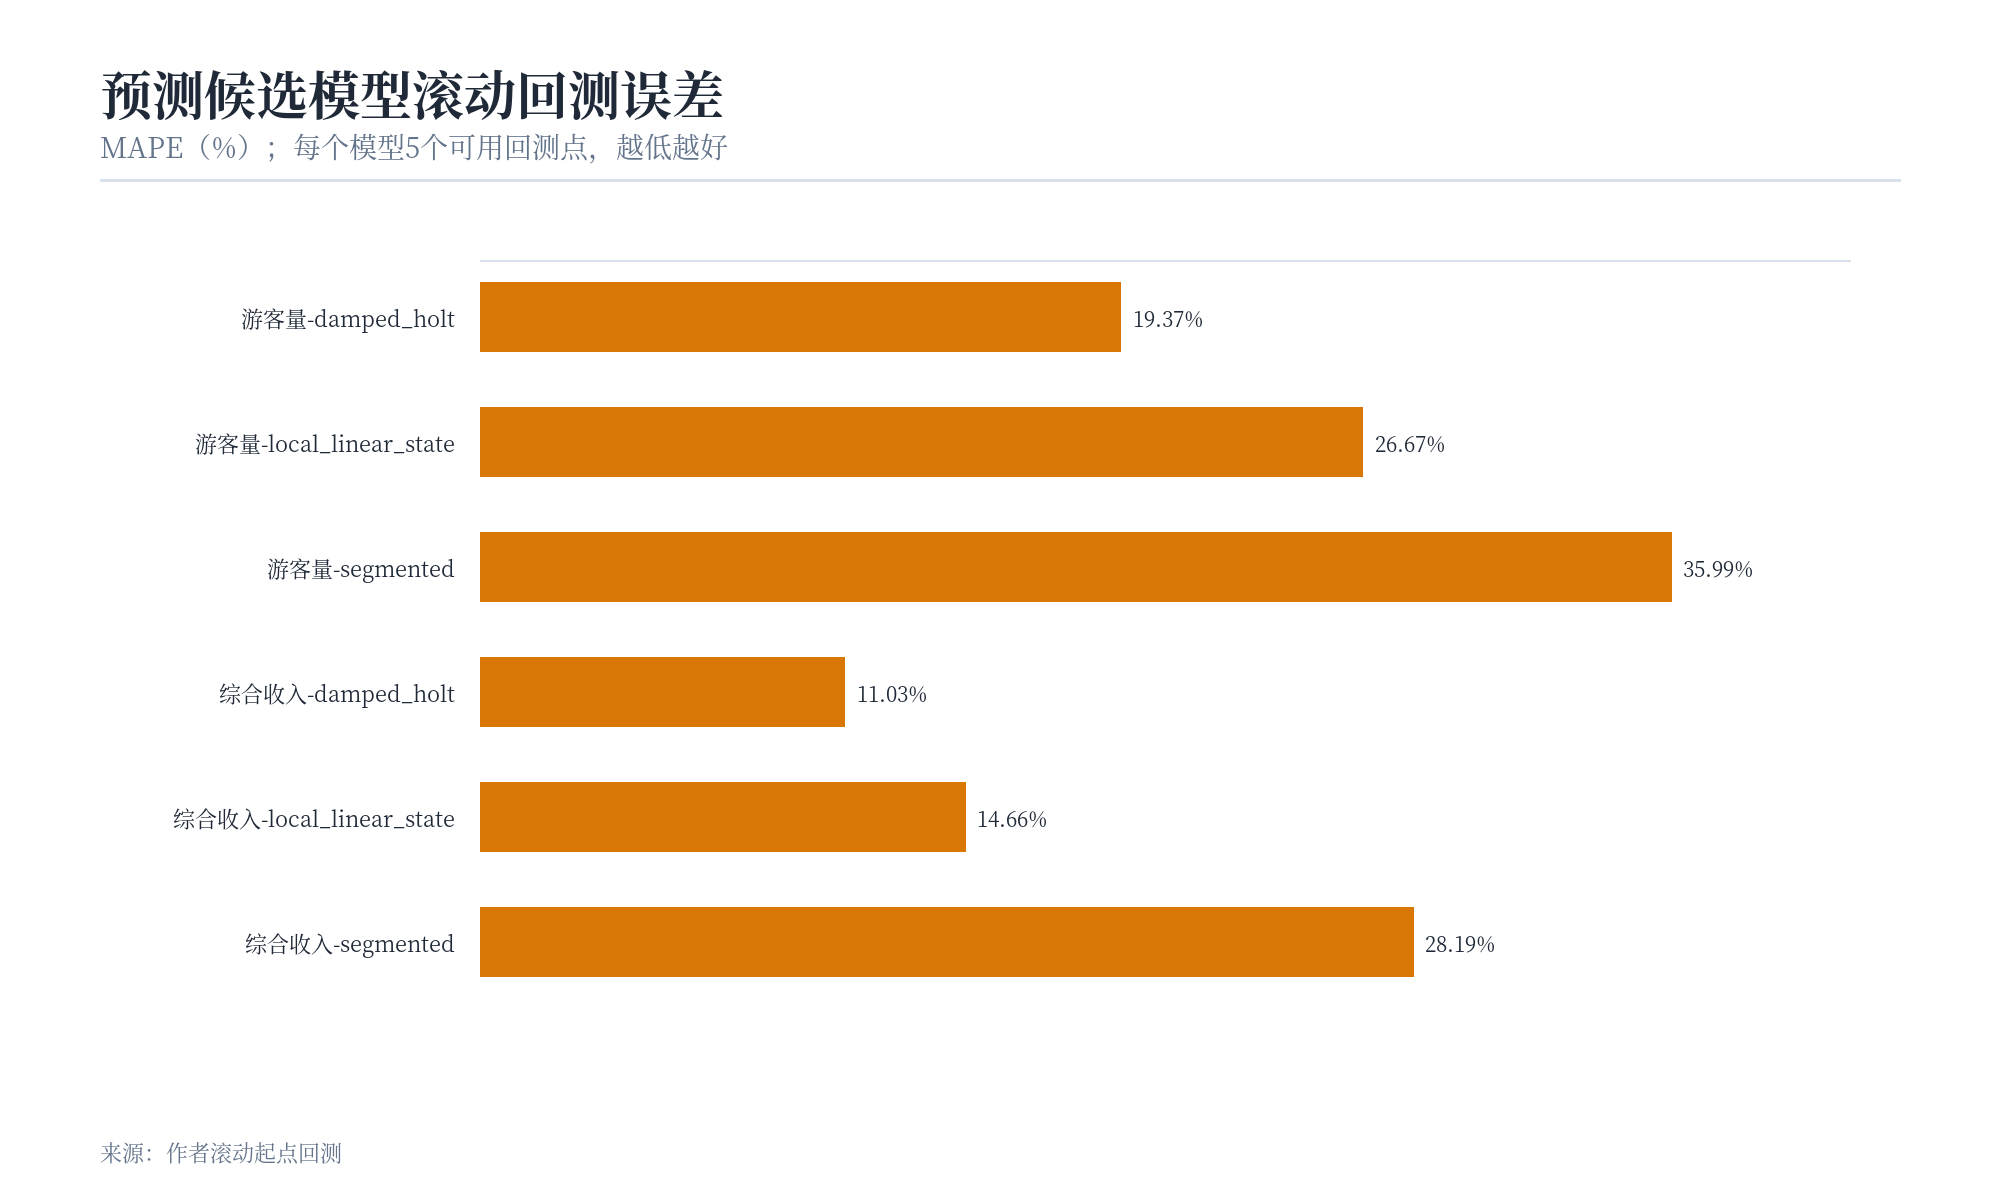 预测候选模型滚动回测误差
MAPE（%）；每个模型5个可用回测点，越低越好
游客量-damped_holt 19.37%
游客量-local_linear_state 26.67%
游客量-segmented 35.99%
综合收入-damped_holt 11.03%
综合收入-local_linear_state 14.66%
综合收入-segmented 28.19%
来源：作者滚动起点回测